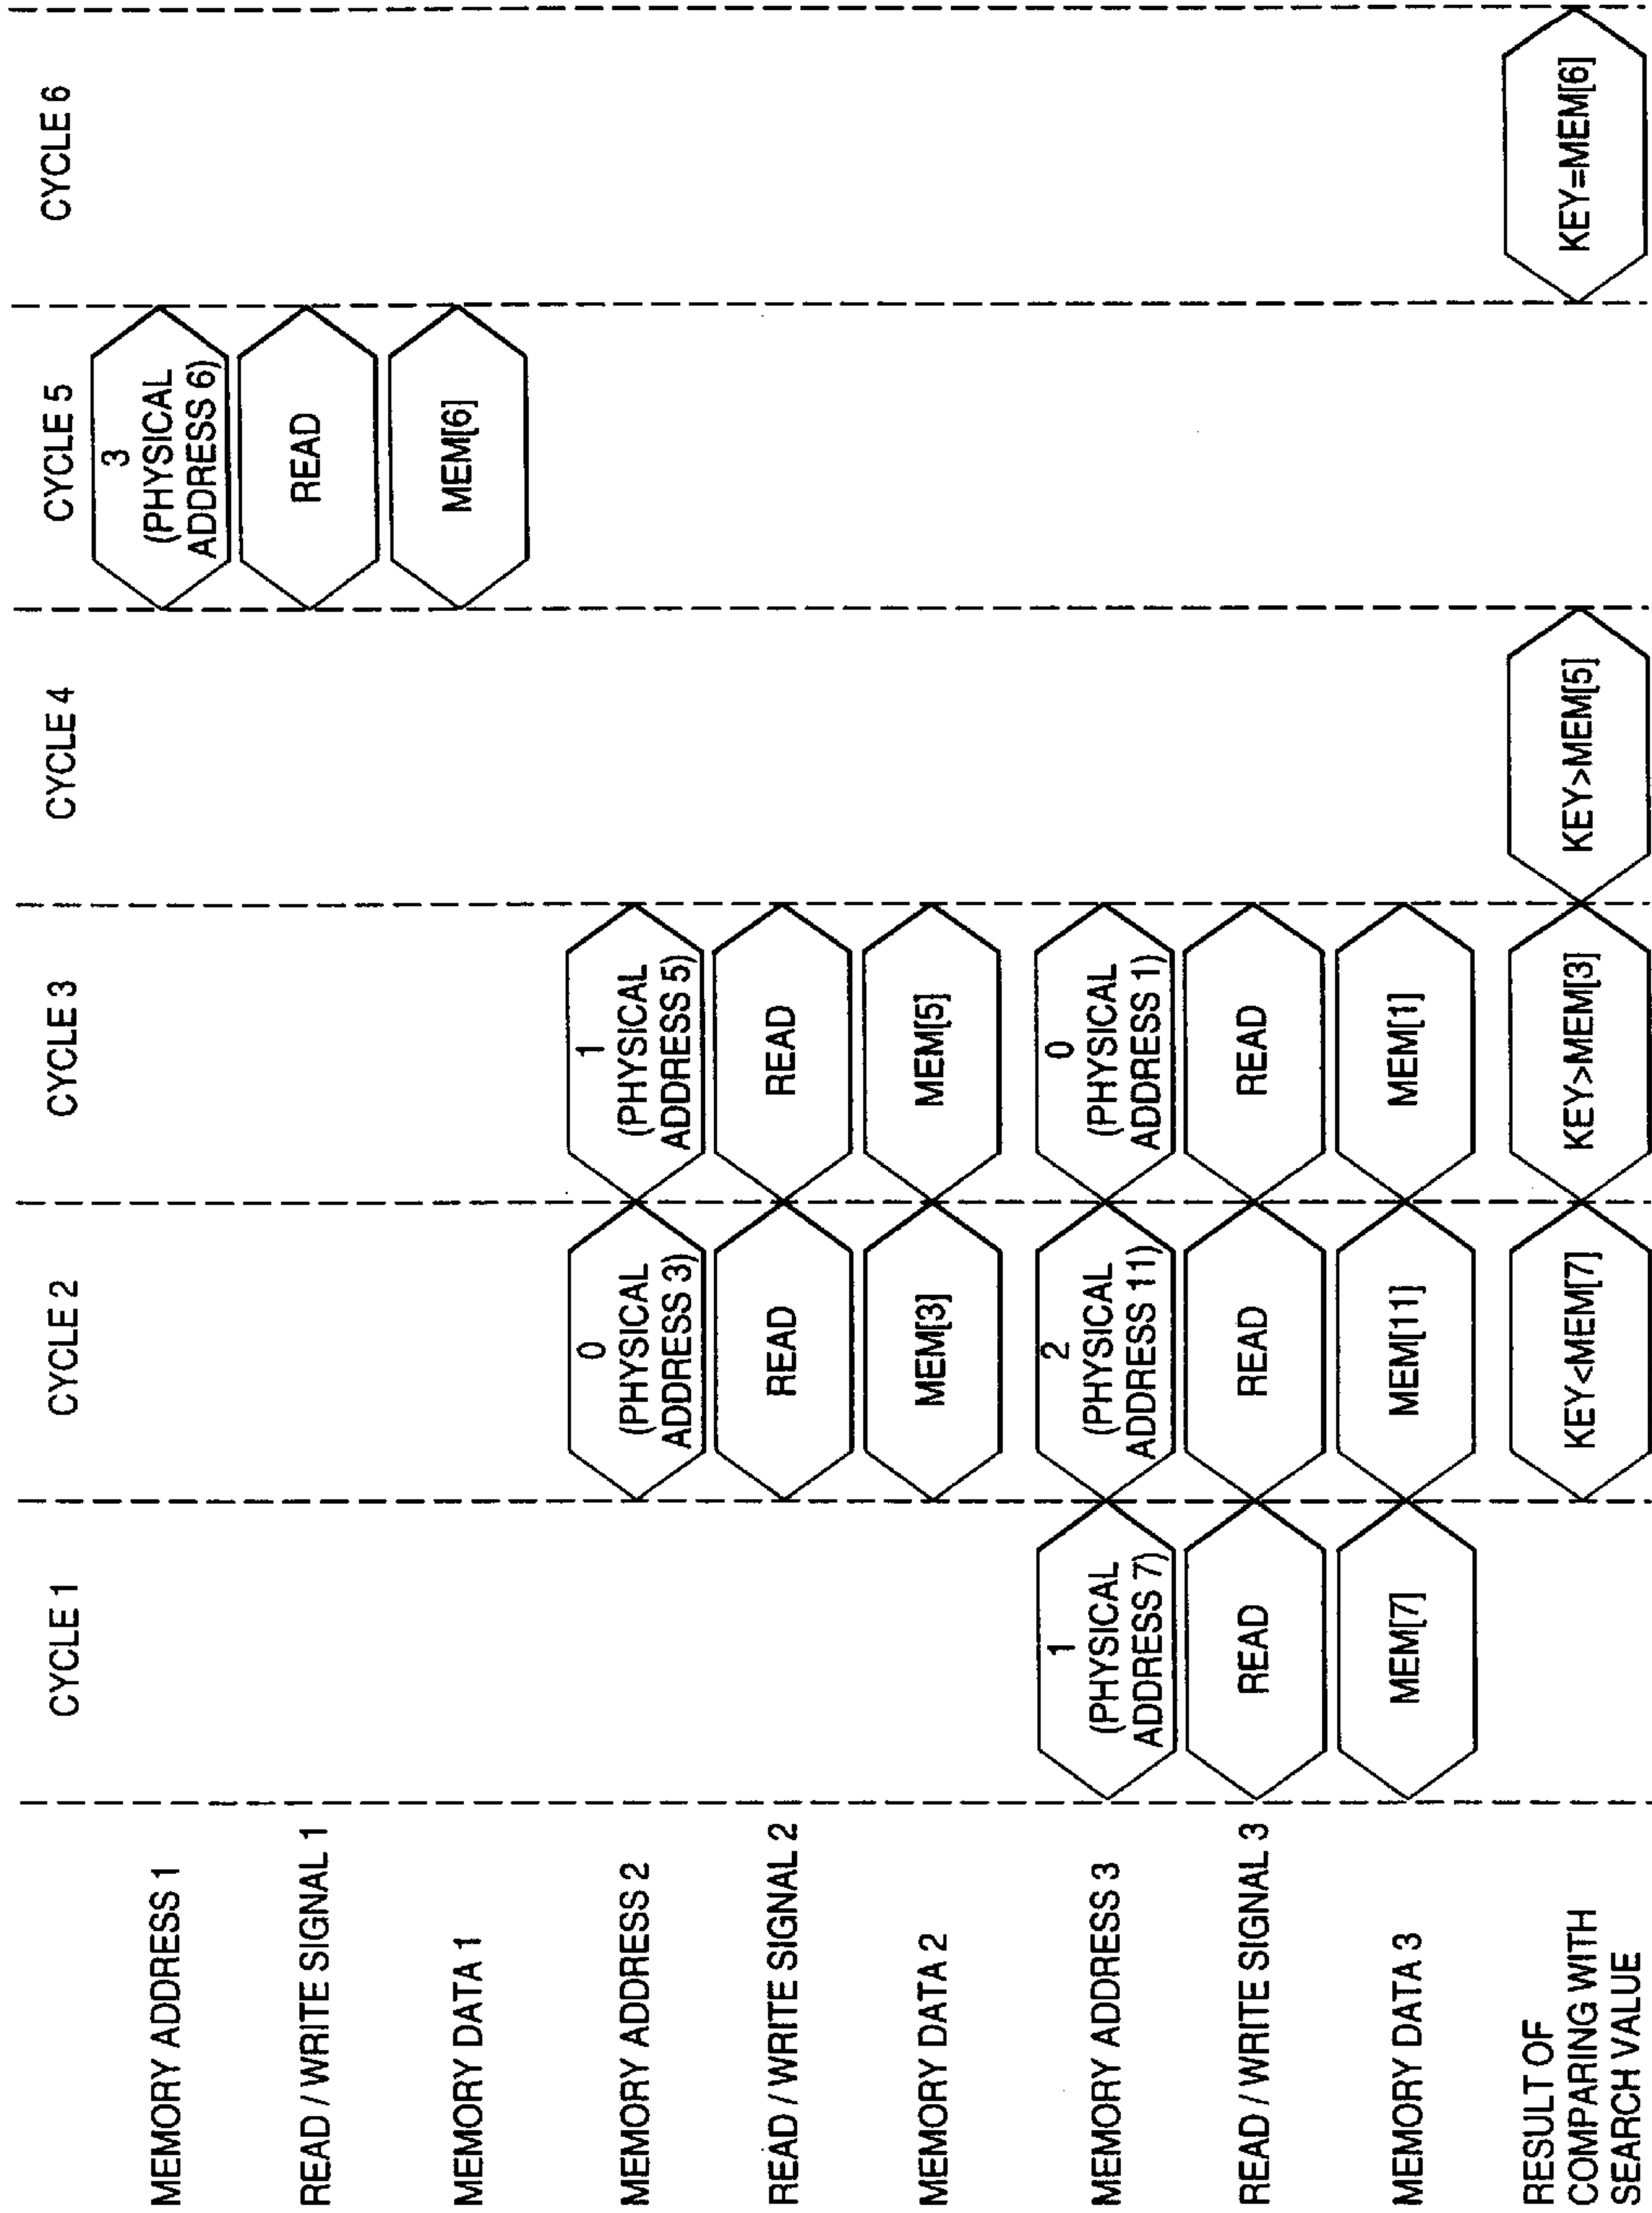 CYCLE 1
CYCLE 2
CYCLE 3
CYCLE 4
CYCLE 5
CYCLE 6
MEMORY ADDRESS 1
3
(PHYSICAL
ADDRESS 6)
READ / WRITE SIGNAL 1
READ
MEMORY DATA 1
MEM[6]
MEMORY ADDRESS 2
0
(PHYSICAL
ADDRESS 3)
1
(PHYSICAL
ADDRESS 5)
READ / WRITE SIGNAL 2
READ
READ
MEMORY DATA 2
MEM[3]
MEM[5]
MEMORY ADDRESS 3
1
(PHYSICAL
ADDRESS 7)
2
(PHYSICAL
ADDRESS 11)
0
(PHYSICAL
ADDRESS 1)
READ / WRITE SIGNAL 3
READ
READ
READ
MEMORY DATA 3
MEM[7]
MEM[11]
MEM[1]
RESULT OF
COMPARING WITH
SEARCH VALUE
KEY<MEM[7]
KEY>MEM[3]
KEY>MEM[5]
KEY=MEM[6]